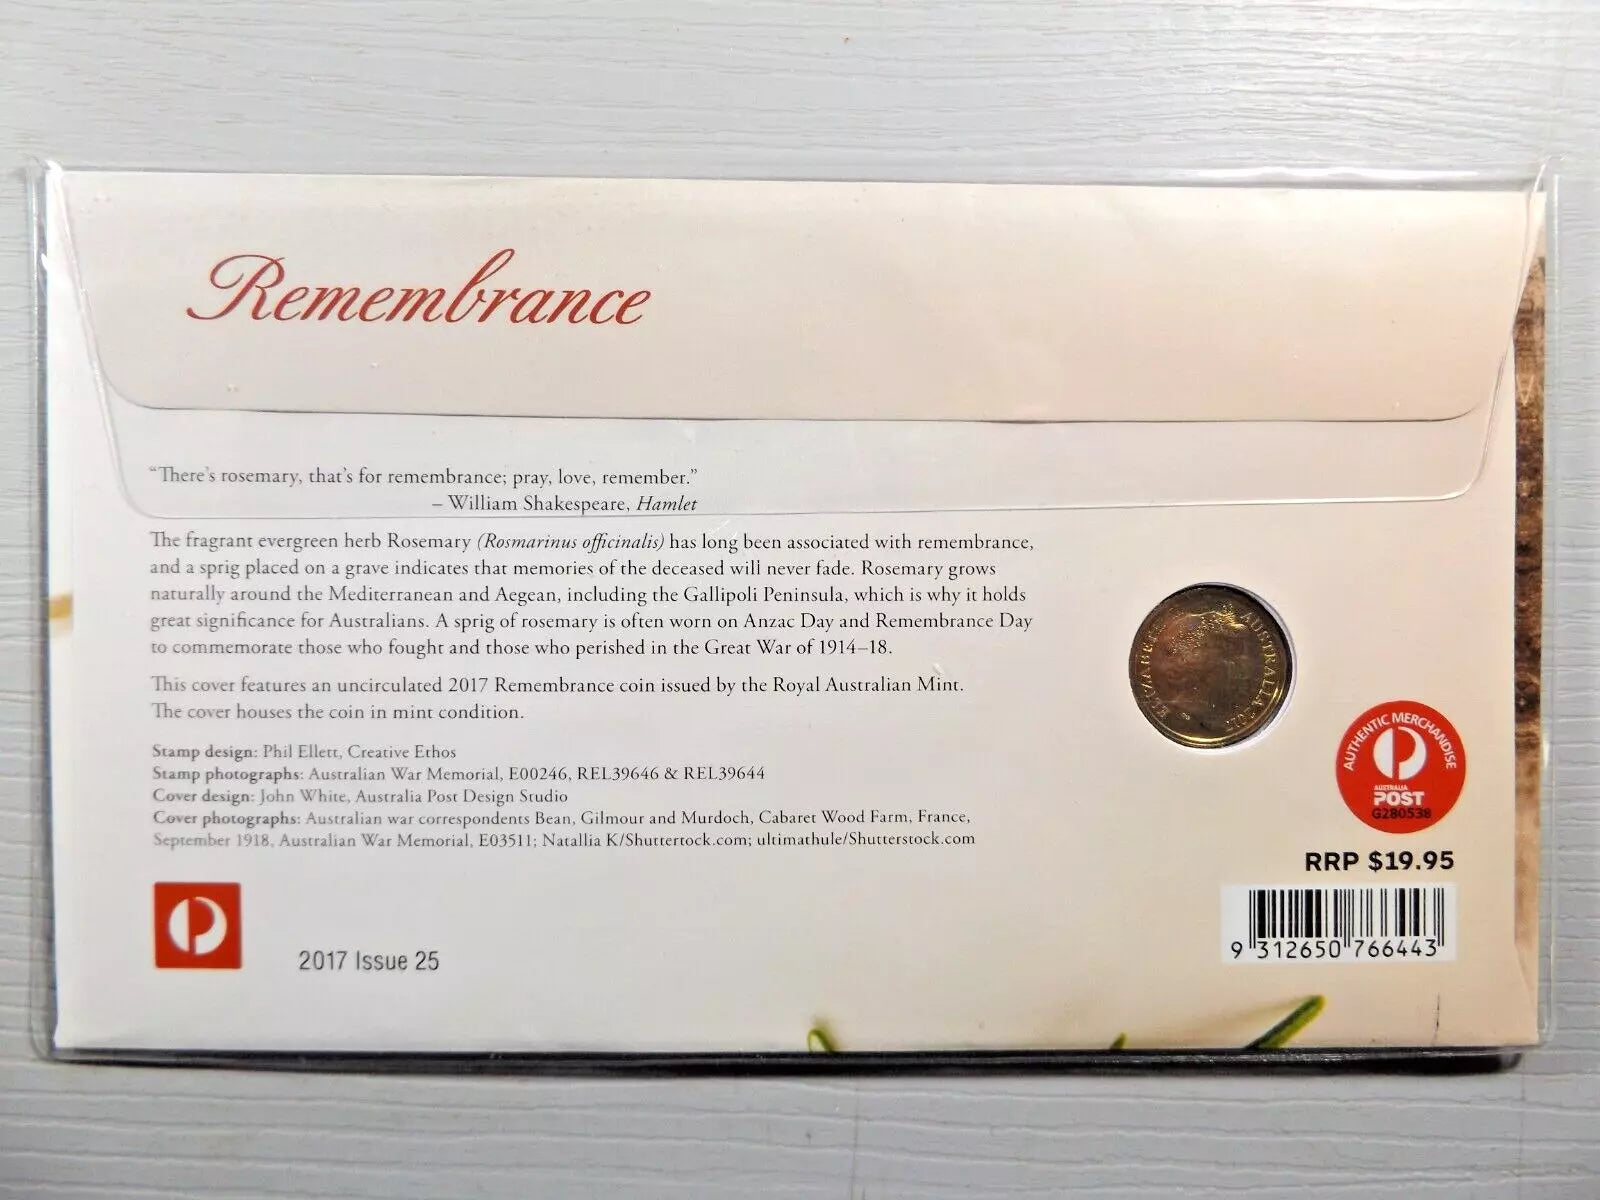 Remembrance
“There’s rosemary, that’s for remembrance; pray, love, remember.”
– William Shakespeare, Hamlet
The fragrant evergreen herb Rosemary (Rosmarinus officinalis) has long been associated with remembrance,
and a sprig placed on a grave indicates that memories of the deceased will never fade. Rosemary grows
naturally around the Mediterranean and Aegean, including the Gallipoli Peninsula, which is why it holds
great significance for Australians. A sprig of rosemary is often worn on Anzac Day and Remembrance Day
to commemorate those who fought and those who perished in the Great War of 1914–18.
This cover features an uncirculated 2017 Remembrance coin issued by the Royal Australian Mint.
The cover houses the coin in mint condition.
Stamp design: Phil Ellett, Creative Ethos
Stamp photographs: Australian War Memorial, E00246, REL39646 & REL39644
Cover design: John White, Australia Post Design Studio
Cover photographs: Australian war correspondents Bean, Gilmour and Murdoch, Cabaret Wood Farm, France,
September 1918, Australian War Memorial, E03511; Natallia K/Shuttertock.com; ultimathule/Shutterstock.com
2017 Issue 25
AUSTRALIA 2017
AUTHENTIC MERCHANDISE
AUSTRALIA
POST
G280538
RRP $19.95
9 312650 766443